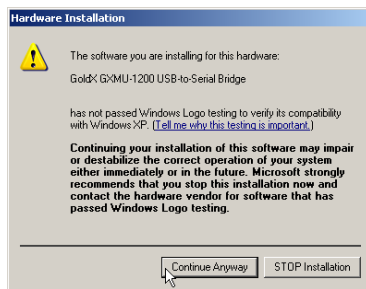 Hardware Installation
The software you are installing for this hardware:
GoldX GXMU-1200 USB-to-Serial Bridge
has not passed Windows Logo testing to verify its compatibility
with Windows XP. (Tell me why this testing is important.)
Continuing your installation of this software may impair
or destabilize the correct operation of your system
either immediately or in the future. Microsoft strongly
recommends that you stop this installation now and
contact the hardware vendor for software that has
passed Windows Logo testing.
Continue Anyway STOP Installation